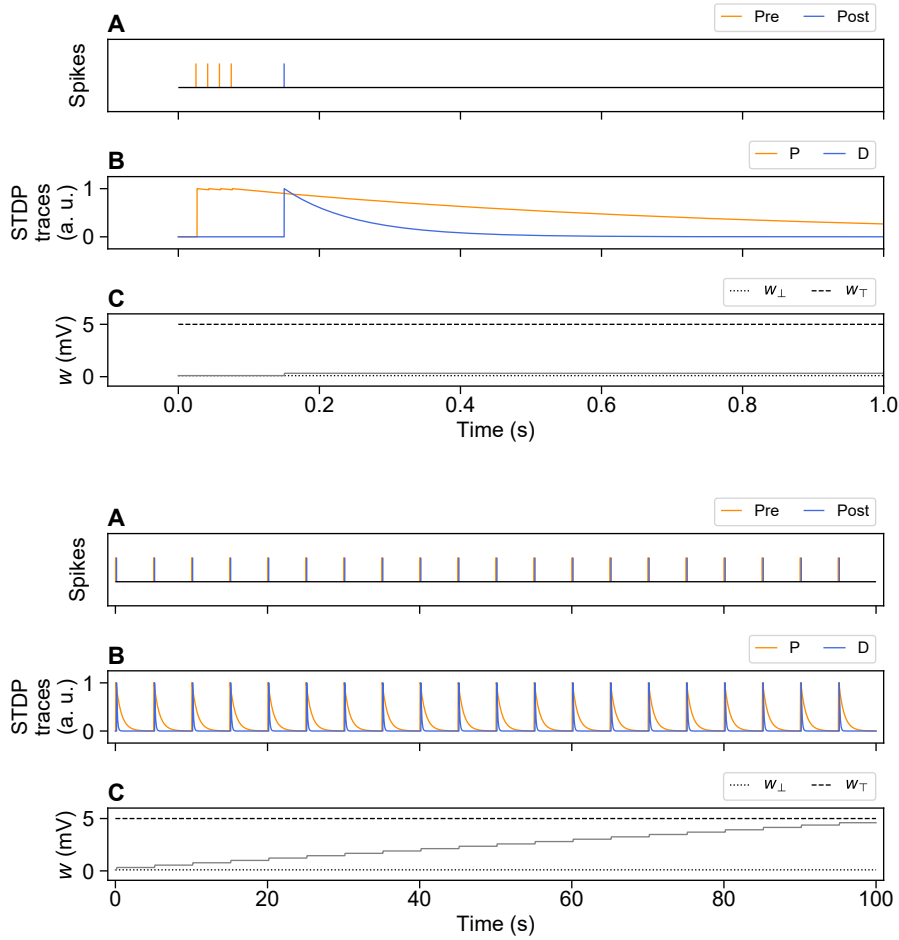 A
Pre Post
Spikes
B
P D
STDP
traces
(a. u.)
1
0
C
w⊥ w⊤
w (mV)
5
0
0.0 0.2 0.4 0.6 0.8 1.0
Time (s)
A
Pre Post
Spikes
B
P D
STDP
traces
(a. u.)
1
0
C
w⊥ w⊤
w (mV)
5
0
0 20 40 60 80 100
Time (s)